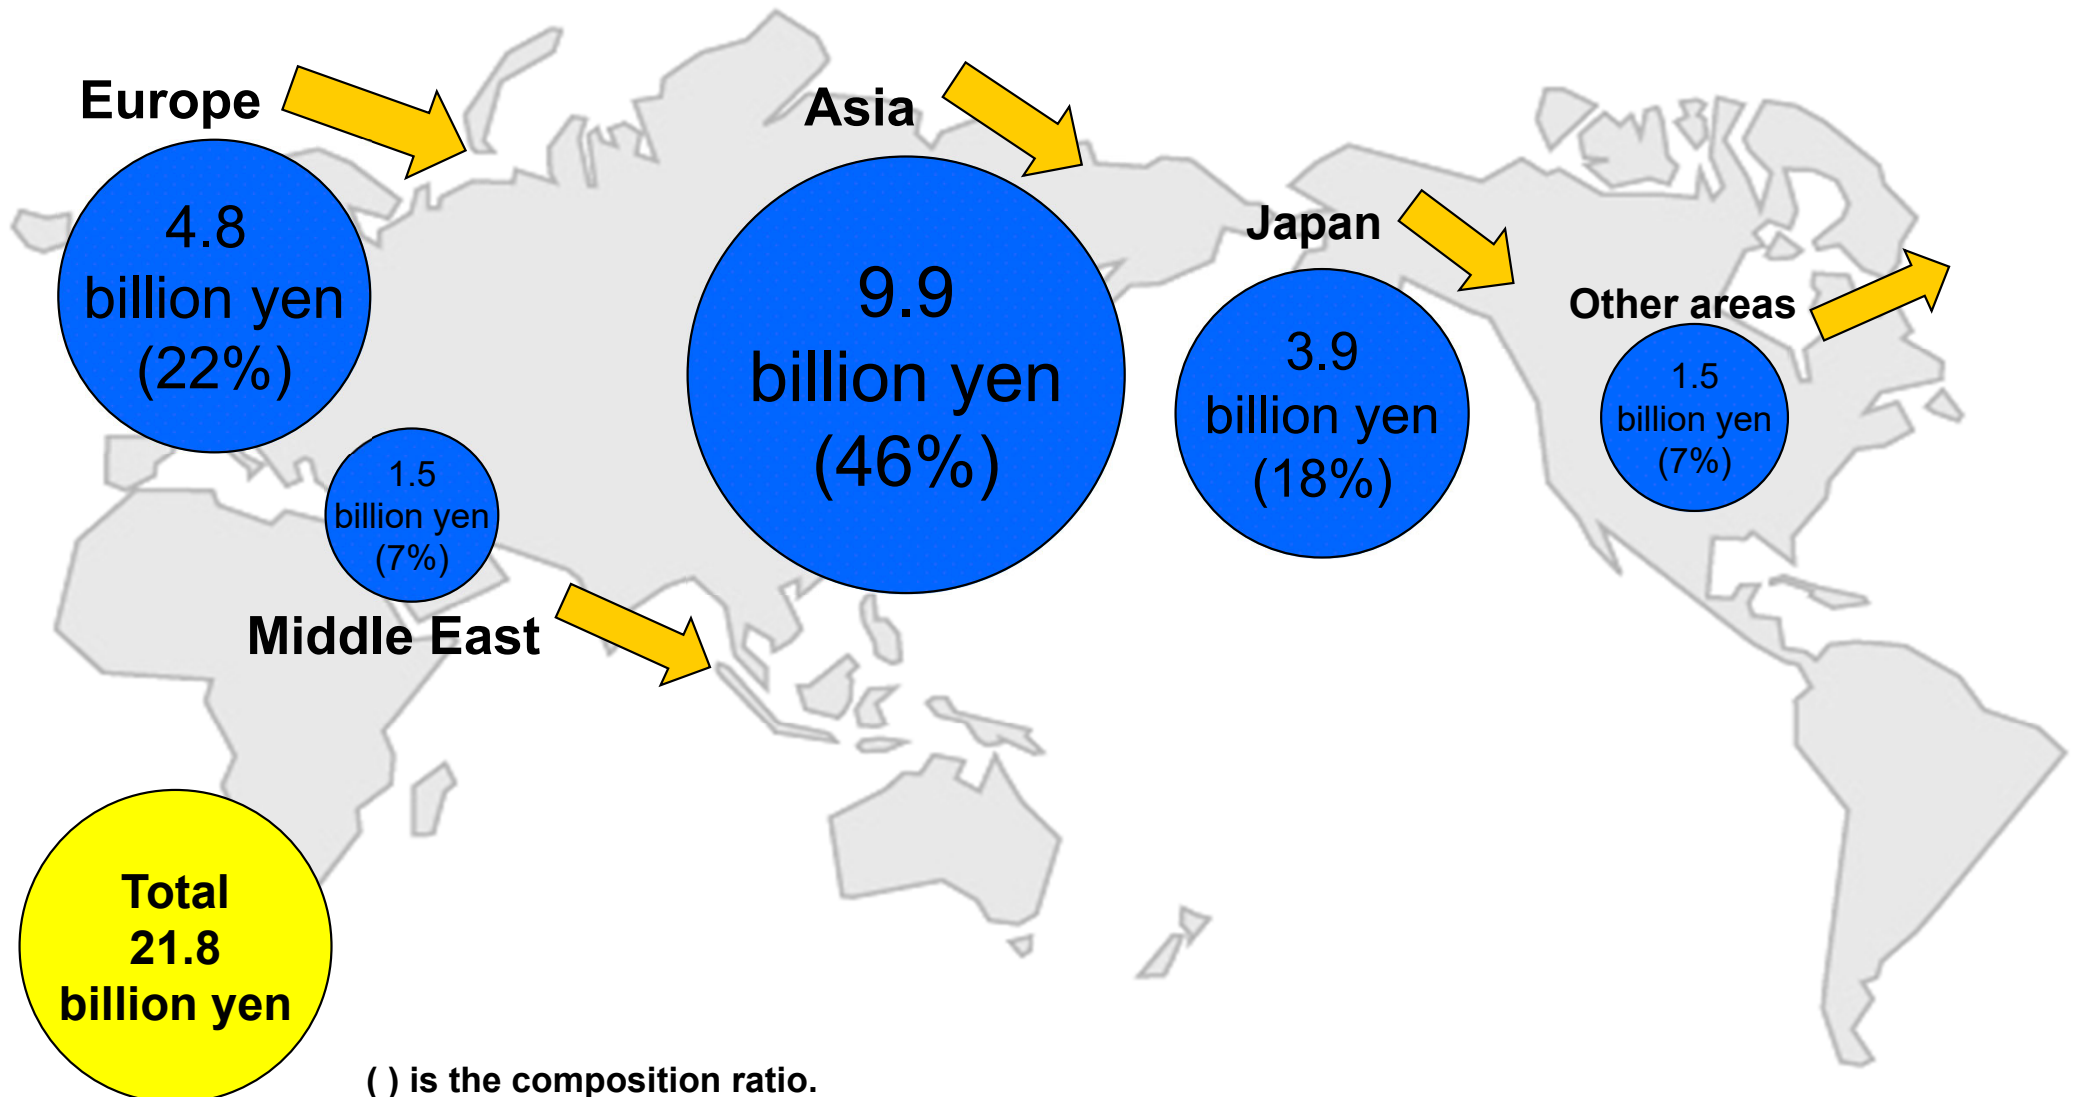 Europe
4.8
billion yen
(22%)
Asia
9.9
billion yen
(46%)
Japan
3.9
billion yen
(18%)
Other areas
1.5
billion yen
(7%)
1.5
billion yen
(7%)
Middle East
Total
21.8
billion yen
( ) is the composition ratio.